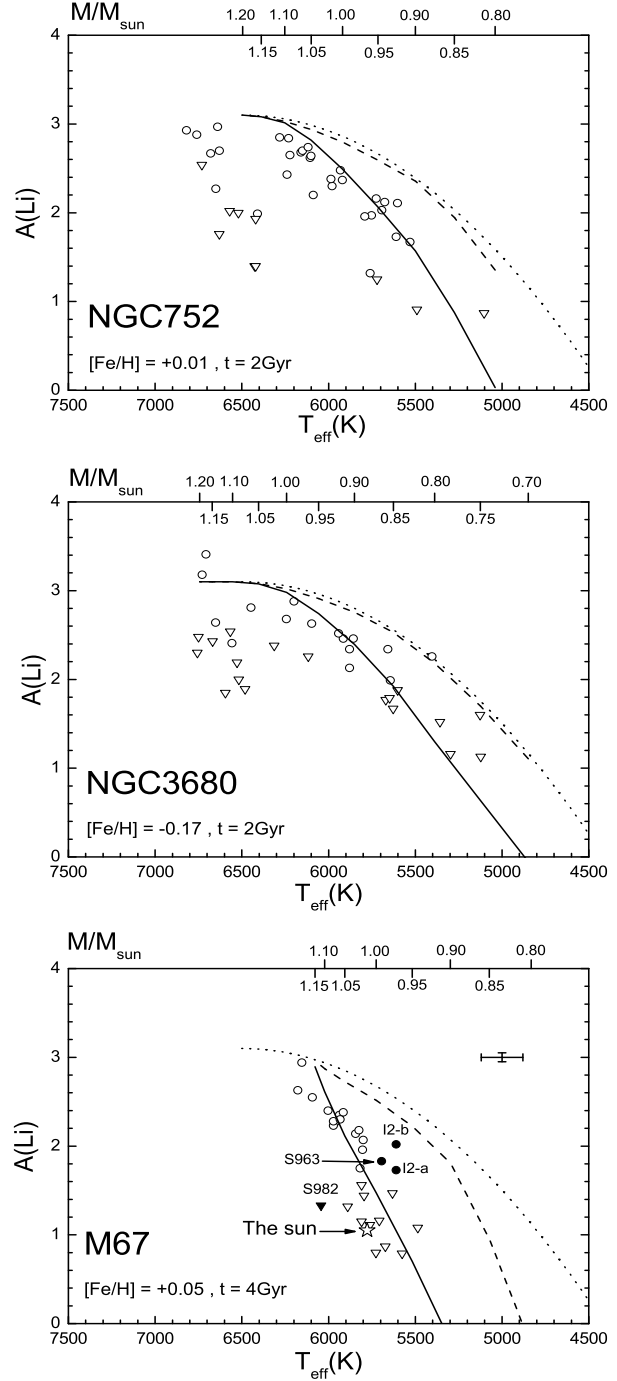 M/Msun
1.20 1.10 1.00 0.90 0.80
1.15 1.05 0.95 0.85
4
3
2
1
0
A(Li)
NGC752
[Fe/H] = +0.01 , t = 2Gyr
7500 7000 6500 6000 5500 5000 4500
Teff(K)
M/Msun
1.20 1.10 1.00 0.90 0.80 0.70
1.15 1.05 0.95 0.85 0.75
4
3
2
1
0
A(Li)
NGC3680
[Fe/H] = -0.17 , t = 2Gyr
7500 7000 6500 6000 5500 5000 4500
Teff(K)
M/Msun
1.10 1.00 0.90 0.80
1.15 1.05 0.95 0.85
4
3
2
1
0
A(Li)
I2-b
S963
I2-a
S982
The sun
M67
[Fe/H] = +0.05 , t = 4Gyr
7500 7000 6500 6000 5500 5000 4500
Teff(K)